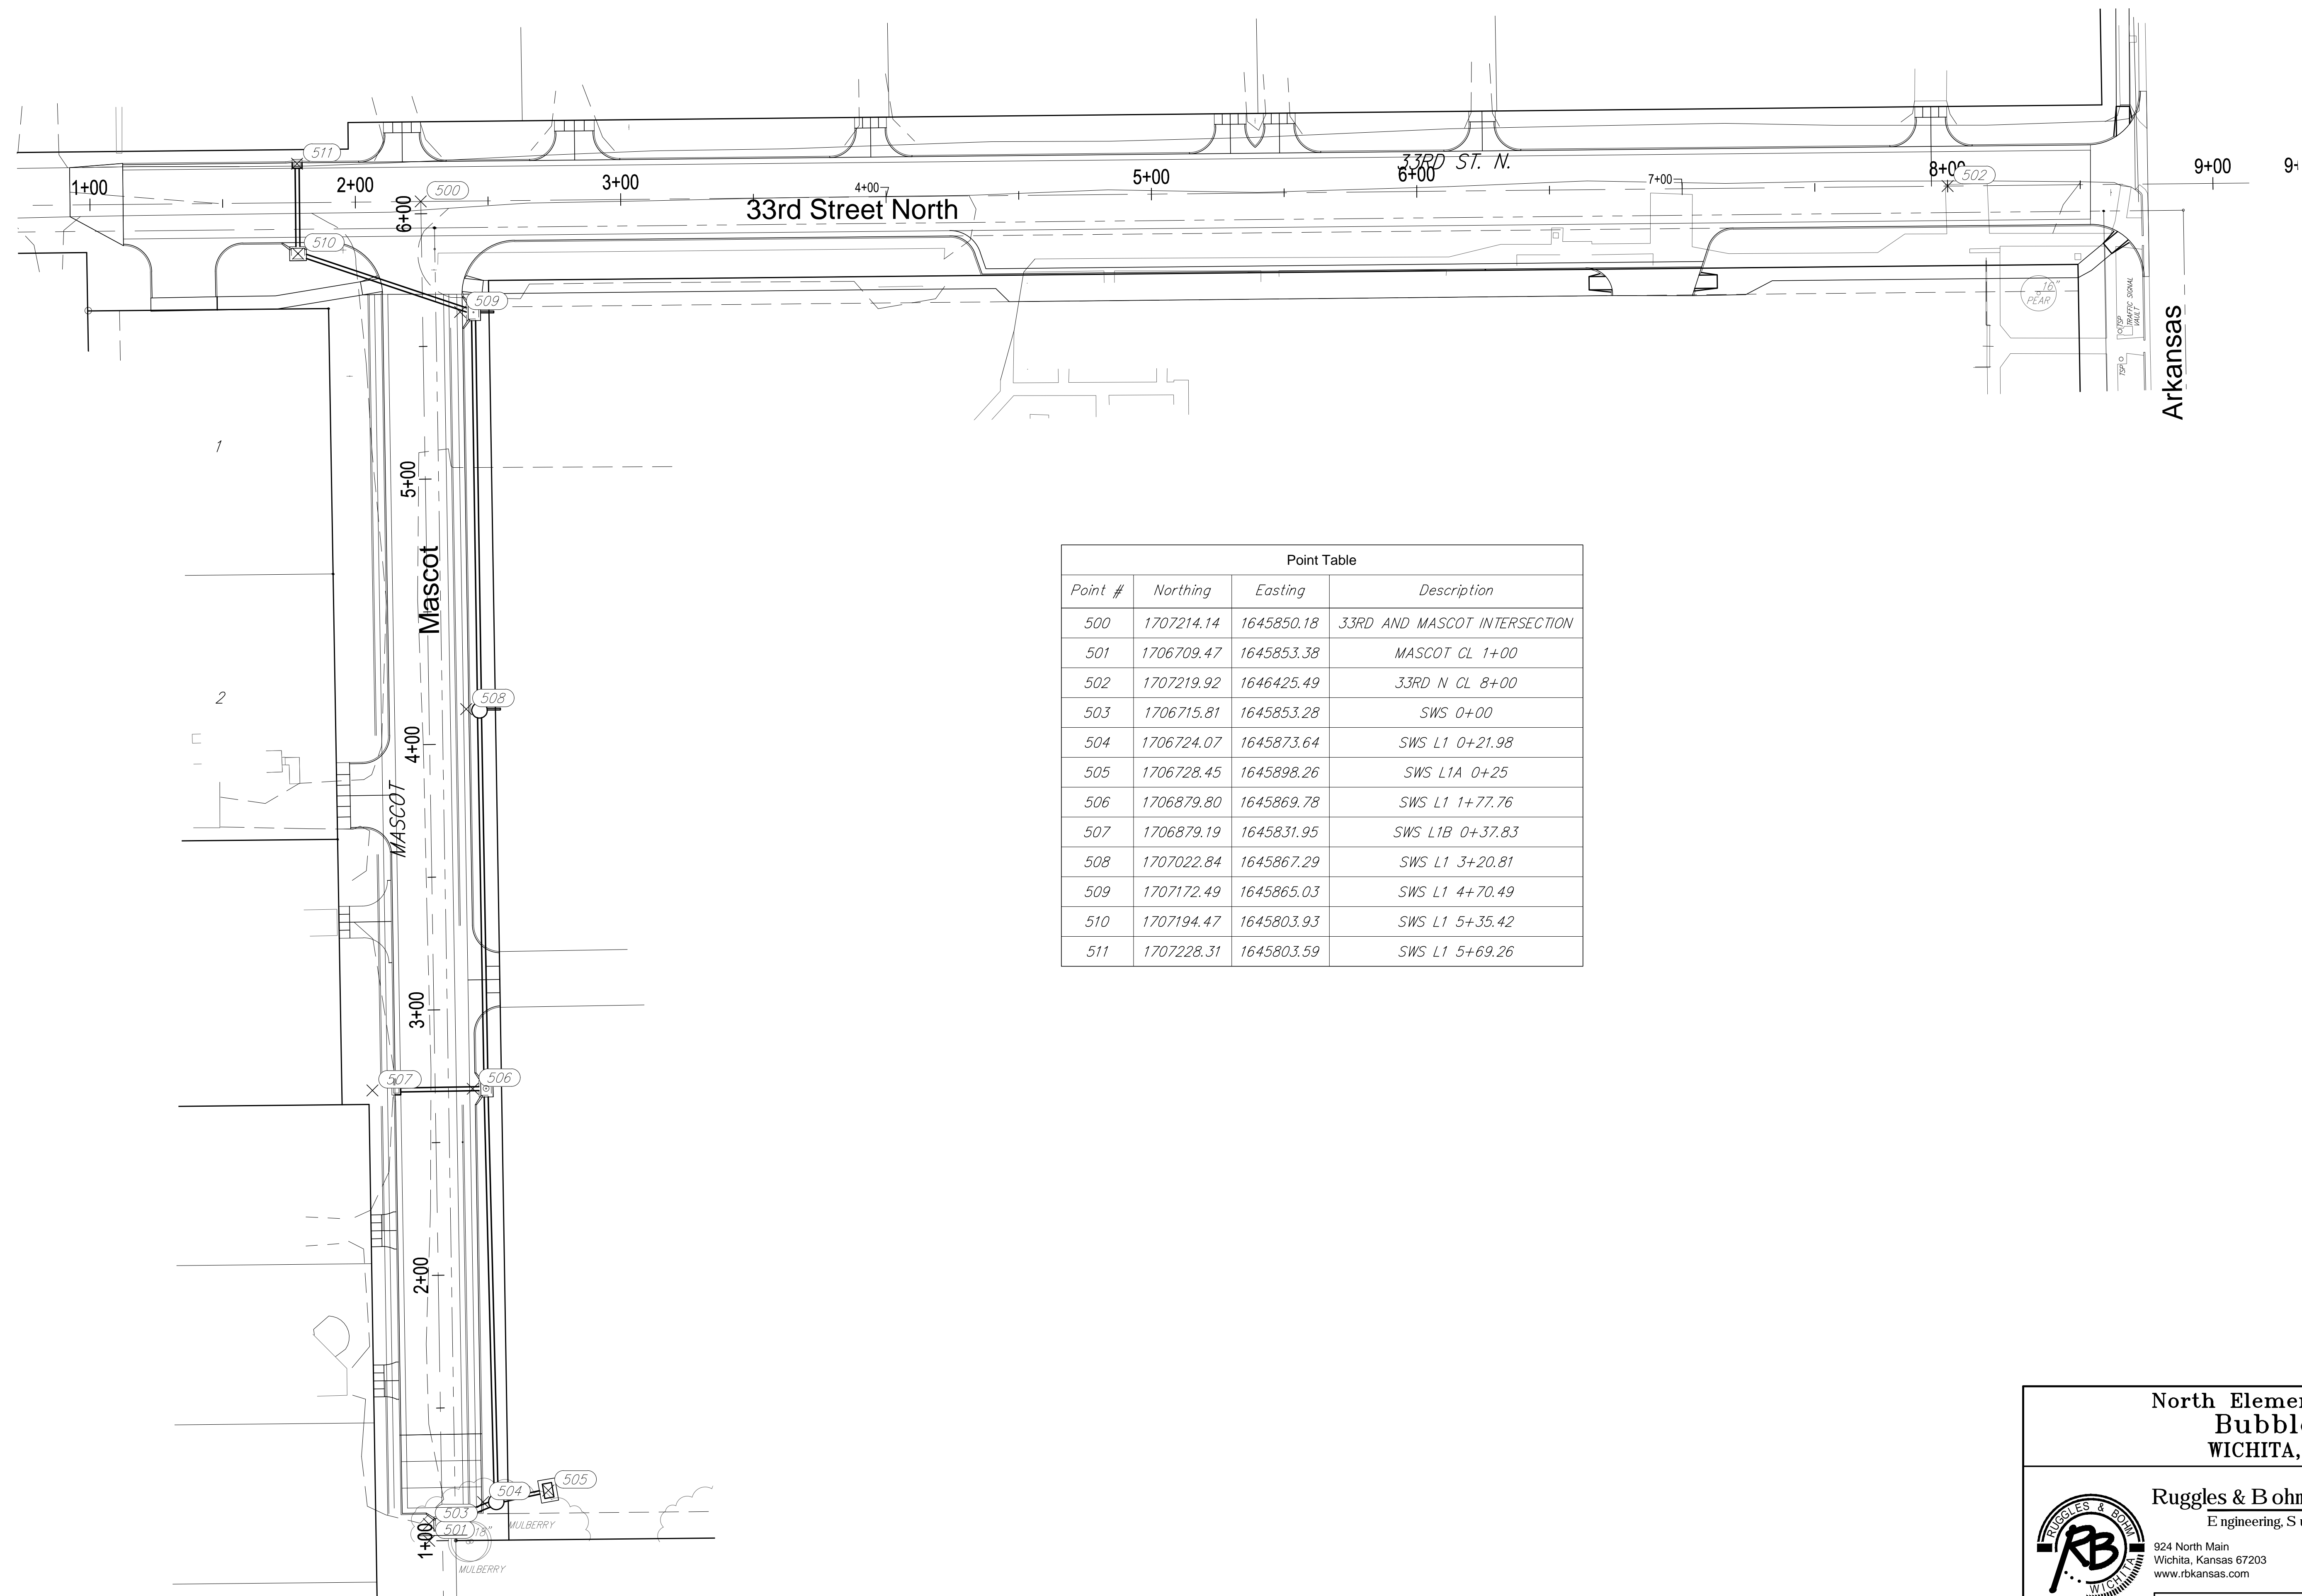 511
1+00
2+00
500
6+00
3+00
4+00
33rd Street North
5+00
33RD ST. N.
6+00
7+00
8+00
502
9+00
510
509
16"
PEAR
TSP
TRAFFIC SIGNAL
VAULT
TSP
Arkansas
1
5+00
Mascot
2
508
4+00
MASCOT
3+00
507
506
2+00
505
504
503
501
18"
MULBERRY
1+00
MULBERRY
Point Table
Point # Northing Easting Description
500 1707214.14 1645850.18 33RD AND MASCOT INTERSECTION
501 1706709.47 1645853.38 MASCOT CL 1+00
502 1707219.92 1646425.49 33RD N CL 8+00
503 1706715.81 1645853.28 SWS 0+00
504 1706724.07 1645873.64 SWS L1 0+21.98
505 1706728.45 1645898.26 SWS L1A 0+25
506 1706879.80 1645869.78 SWS L1 1+77.76
507 1706879.19 1645831.95 SWS L1B 0+37.83
508 1707022.84 1645867.29 SWS L1 3+20.81
509 1707172.49 1645865.03 SWS L1 4+70.49
510 1707194.47 1645803.93 SWS L1 5+35.42
511 1707228.31 1645803.59 SWS L1 5+69.26
North
WICHITA,
Ruggles & Bohm
Engineering,
RUGGLES & BOHM
RB
WICHITA
924 North Main
Wichita, Kansas 67203
www.rbkansas.com